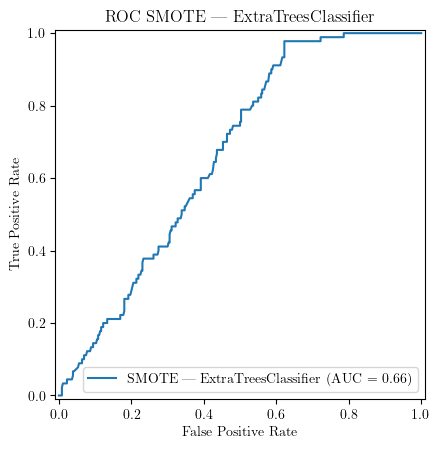 ROC SMOTE — ExtraTreesClassifier
1.0
0.8
0.6
0.4
0.2
0.0
True Positive Rate
SMOTE — ExtraTreesClassifier (AUC = 0.66)
0.0 0.2 0.4 0.6 0.8 1.0
False Positive Rate